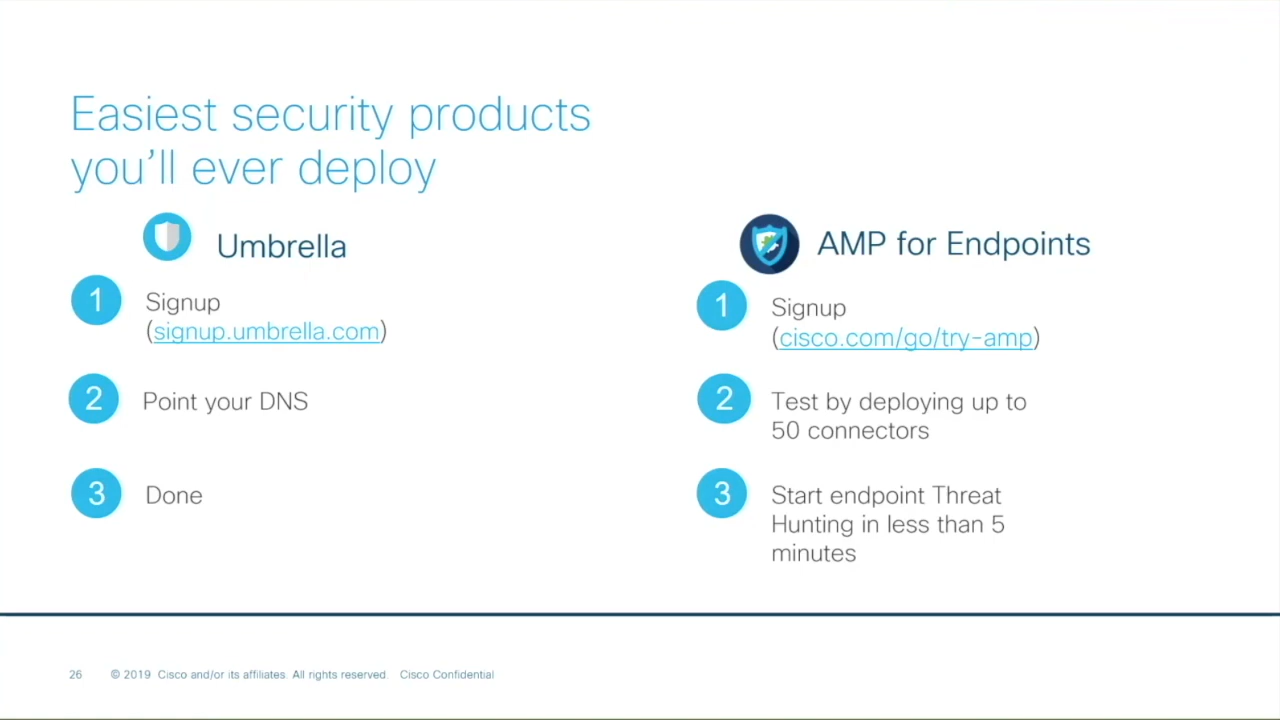 Easiest security products
you’ll ever deploy
Umbrella
1
Signup
(signup.umbrella.com)
2
Point your DNS
3
Done
AMP for Endpoints
1
Signup
(cisco.com/go/try-amp)
2
Test by deploying up to
50 connectors
3
Start endpoint Threat
Hunting in less than 5
minutes
26 © 2019 Cisco and/or its affiliates. All rights reserved. Cisco Confidential